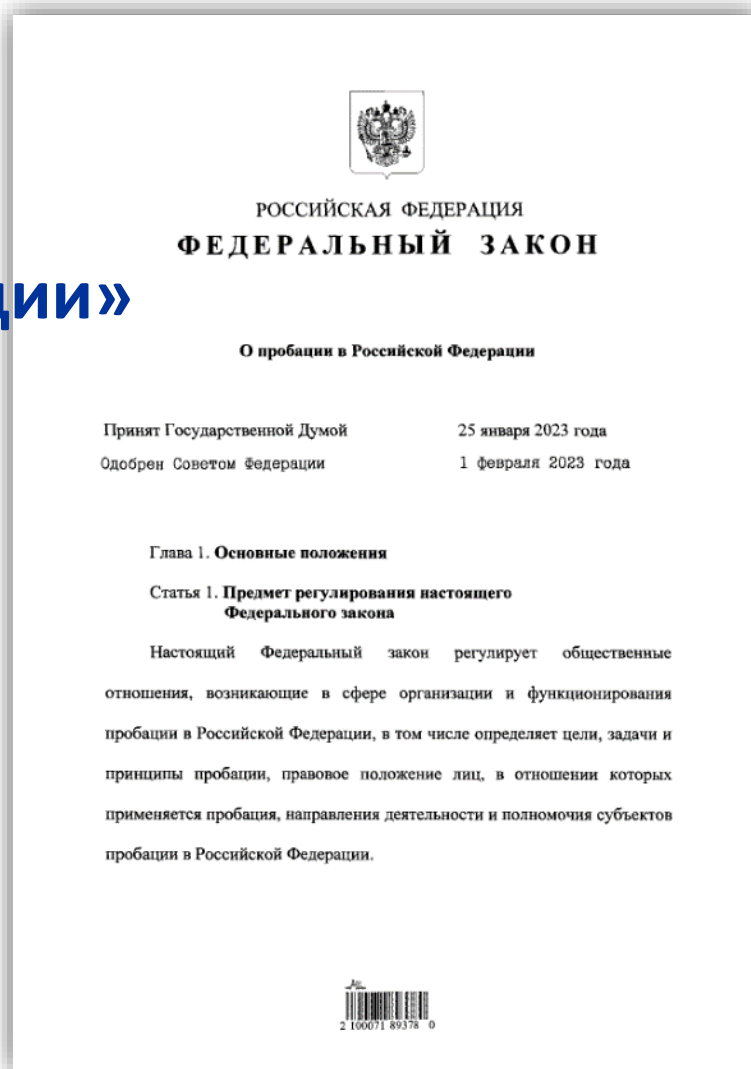 РОССИЙСКАЯ ФЕДЕРАЦИЯ
ФЕДЕРАЛЬНЫЙ ЗАКОН
ции»
О пробации в Российской Федерации
Принят Государственной Думой 25 января 2023 года
Одобрен Советом Федерации 1 февраля 2023 года
Глава 1. Основные положения
Статья 1. Предмет регулирования настоящего
Федерального закона
Настоящий Федеральный закон регулирует общественные
отношения, возникающие в сфере организации и функционирования
пробации в Российской Федерации, в том числе определяет цели, задачи и
принципы пробации, правовое положение лиц, в отношении которых
применяется пробация, направления деятельности и полномочия субъектов
пробации в Российской Федерации.
2 100071 89378 0